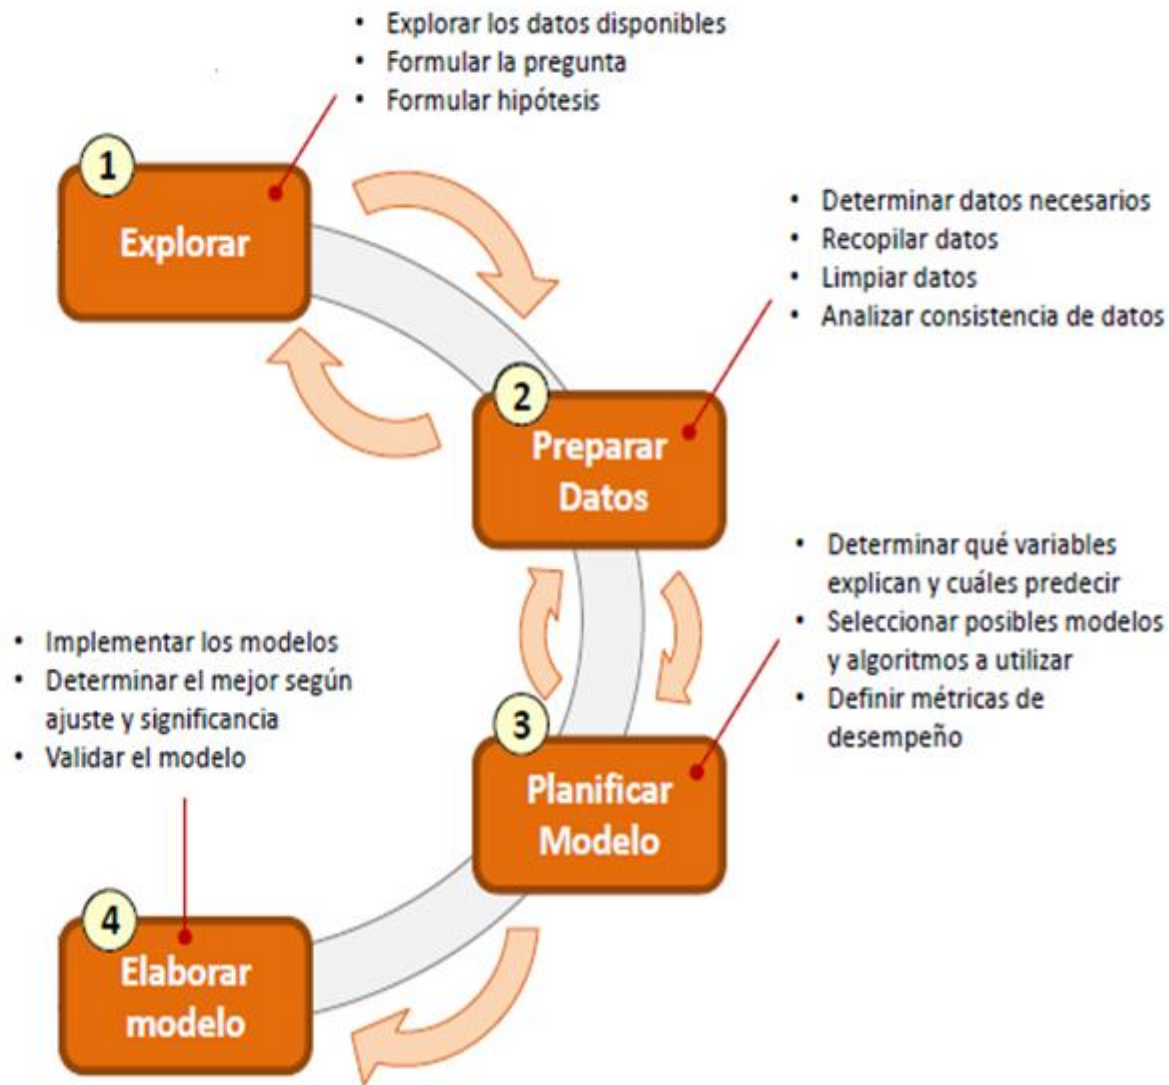 • Explorar los datos disponibles
• Formular la pregunta
• Formular hipótesis
1
Explorar
• Determinar datos necesarios
• Recopilar datos
• Limpiar datos
• Analizar consistencia de datos
2
Preparar
Datos
• Determinar qué variables
explican y cuáles predecir
• Seleccionar posibles modelos
y algoritmos a utilizar
• Definir métricas de
desempeño
3
Planificar
Modelo
• Implementar los modelos
• Determinar el mejor según
ajuste y significancia
• Validar el modelo
4
Elaborar
modelo